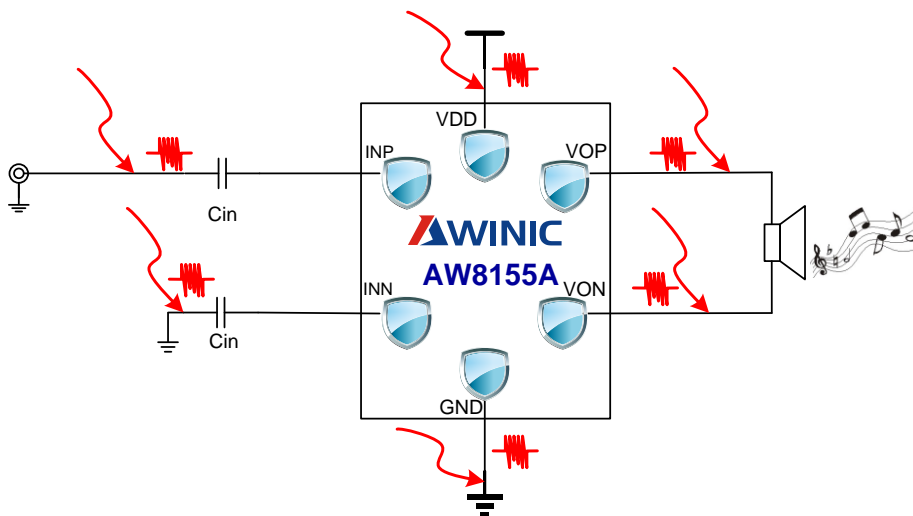 VDD
INP
VOP
Cin
AWINIC
AW8155A
INN
VON
Cin
GND